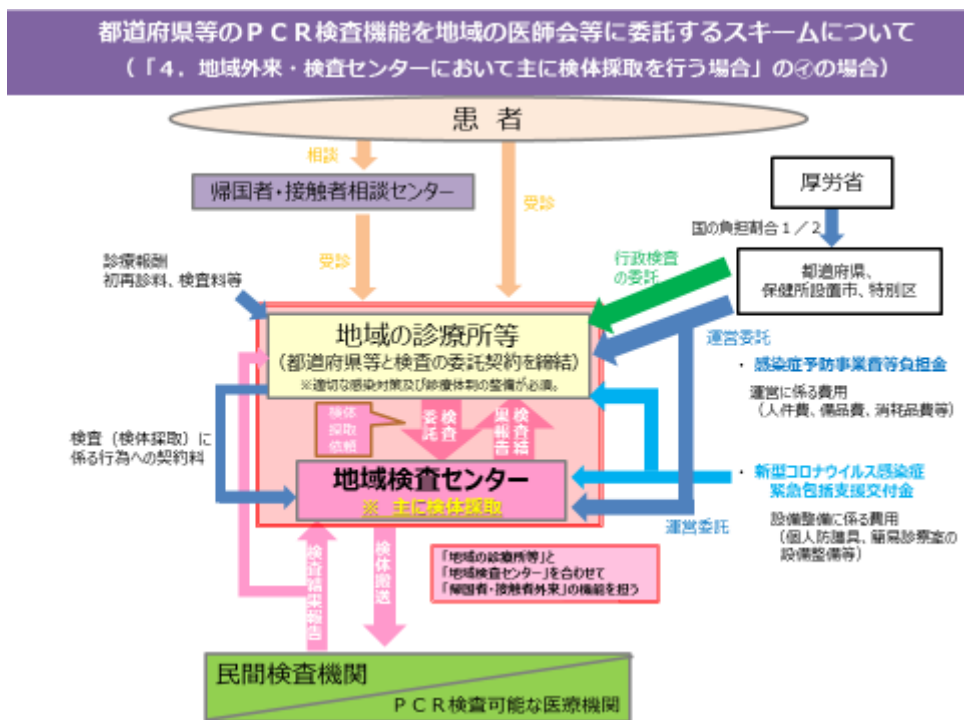 都道府県等のＰＣＲ検査機能を地域の医師会等に委託するスキームについて
（「４．地域外来・検査センターにおいて主に検体採取を行う場合」の㋑の場合）
患 者
相談
帰国者・接触者相談センター
受診
受診
厚労省
国の負担割合１／２
都道府県、
保健所設置市、特別区
行政検査
の委託
診療報酬
初再診料、検査料等
地域の診療所等
（都道府県等と検査の委託契約を締結）
※適切な感染対策及び診療体制の整備が必須。
運営委託
・ 感染症予防事業費等負担金
運営に係る費用
（人件費、備品費、消耗品費等）
検体
採取
依頼
検査
委託
検査結
果報告
検査（検体採取）に
係る行為への契約料
地域検査センター
※ 主に検体採取
運営委託
・ 新型コロナウイルス感染症
緊急包括支援交付金
設備整備に係る費用
（個人防護具、簡易診療室の
設備整備等）
検査結果報告
検体搬送
「地域の診療所等」と
「地域検査センター」を合わせて
「帰国者・接触者外来」の機能を担う
民間検査機関
ＰＣＲ検査可能な医療機関